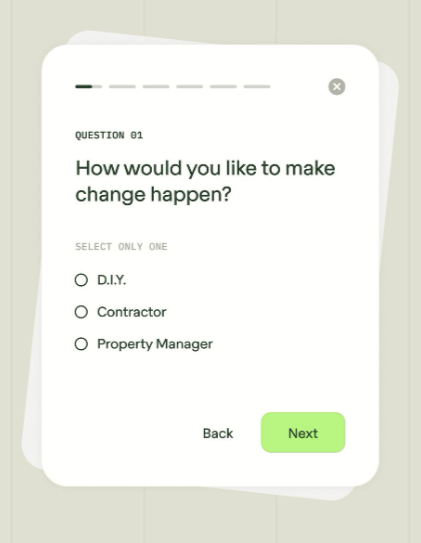 QUESTION 01
How would you like to make
change happen?
SELECT ONLY ONE
D.I.Y.
Contractor
Property Manager
Back Next